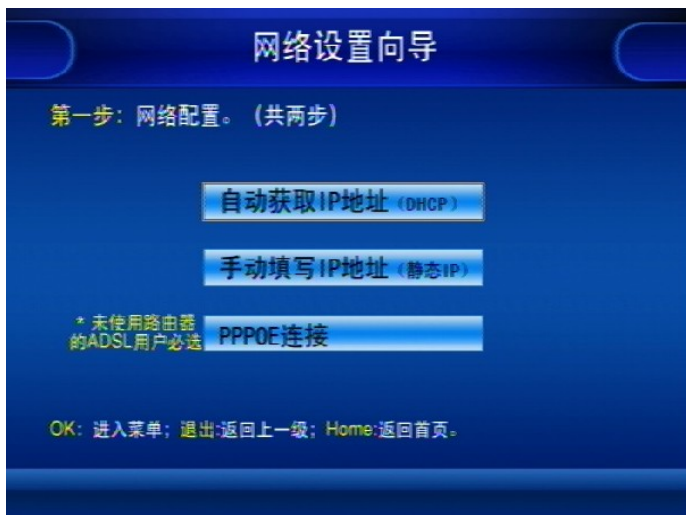 网络设置向导
第一步：网络配置。（共两步）
自动获取IP地址（DHCP）
手动填写IP地址（静态IP）
* 未使用路由器
的ADSL用户必选
PPPOE连接
OK：进入菜单；退出:返回上一级；Home:返回首页。